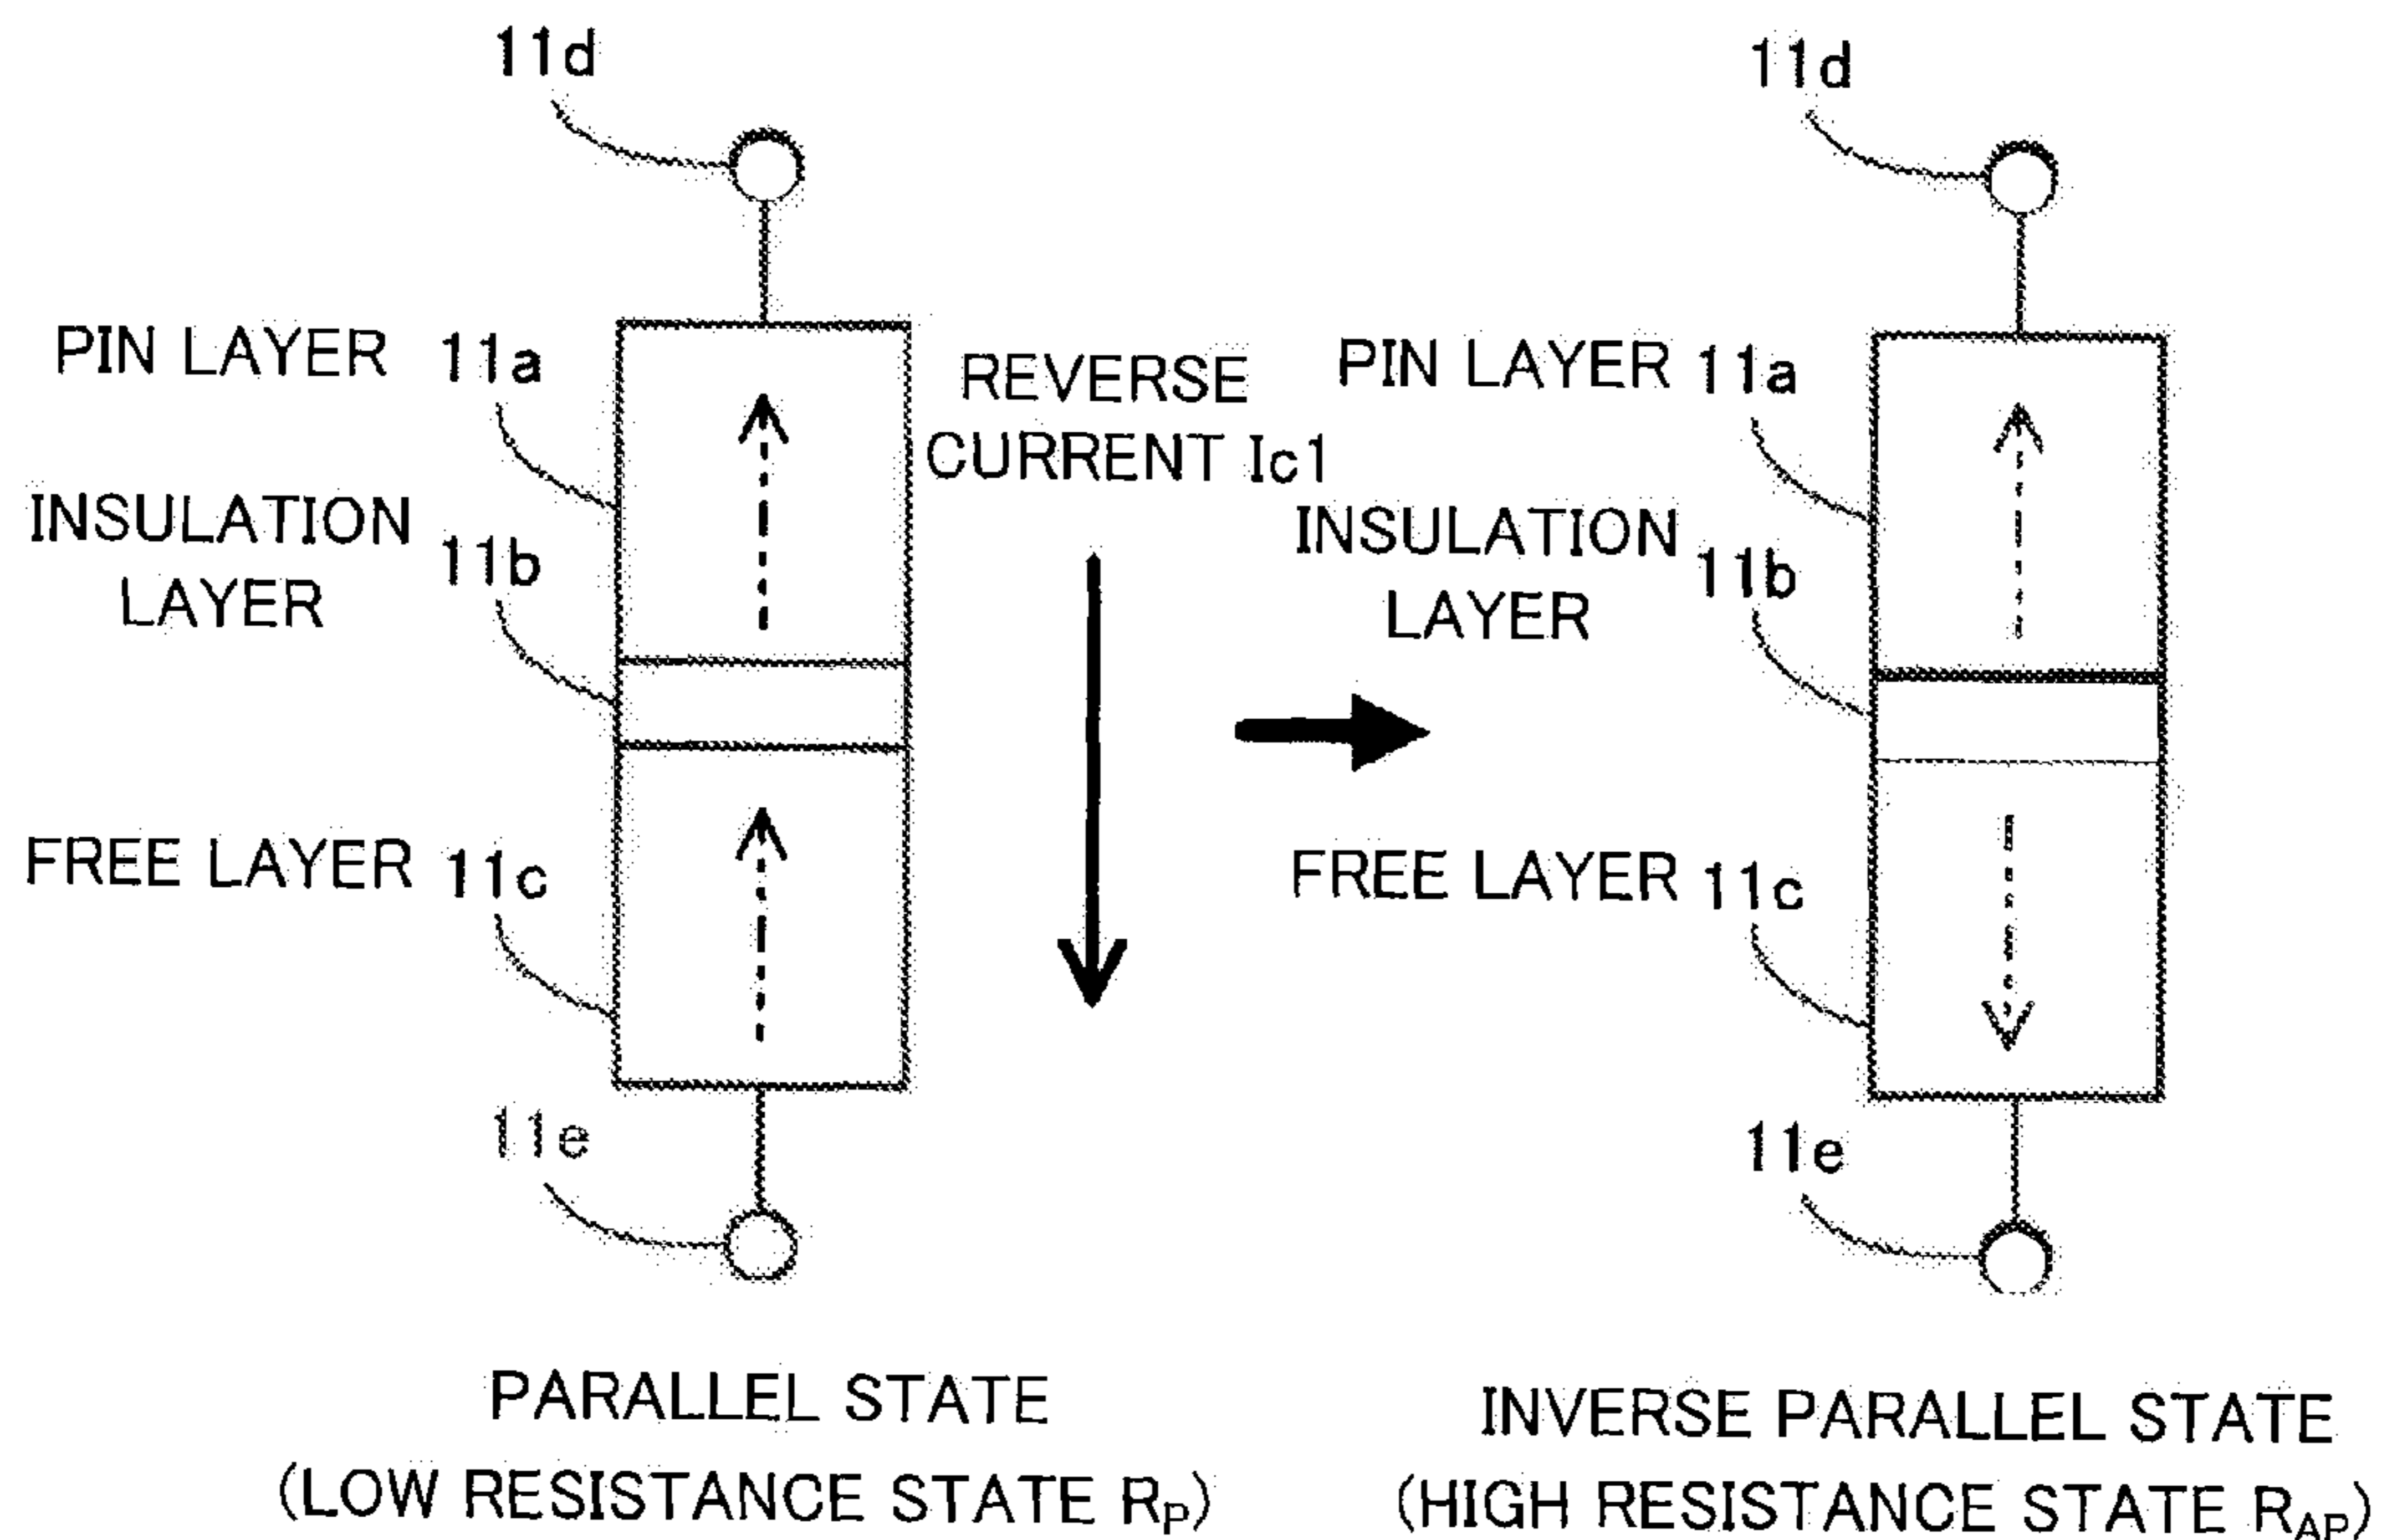 11d
PIN LAYER 11a
INSULATION
LAYER
11b
FREE LAYER 11c
11e
REVERSE
CURRENT Ic1
PARALLEL STATE
(LOW RESISTANCE STATE RP)
11d
PIN LAYER 11a
INSULATION
LAYER
11b
FREE LAYER 11c
11e
INVERSE PARALLEL STATE
(HIGH RESISTANCE STATE RAP)